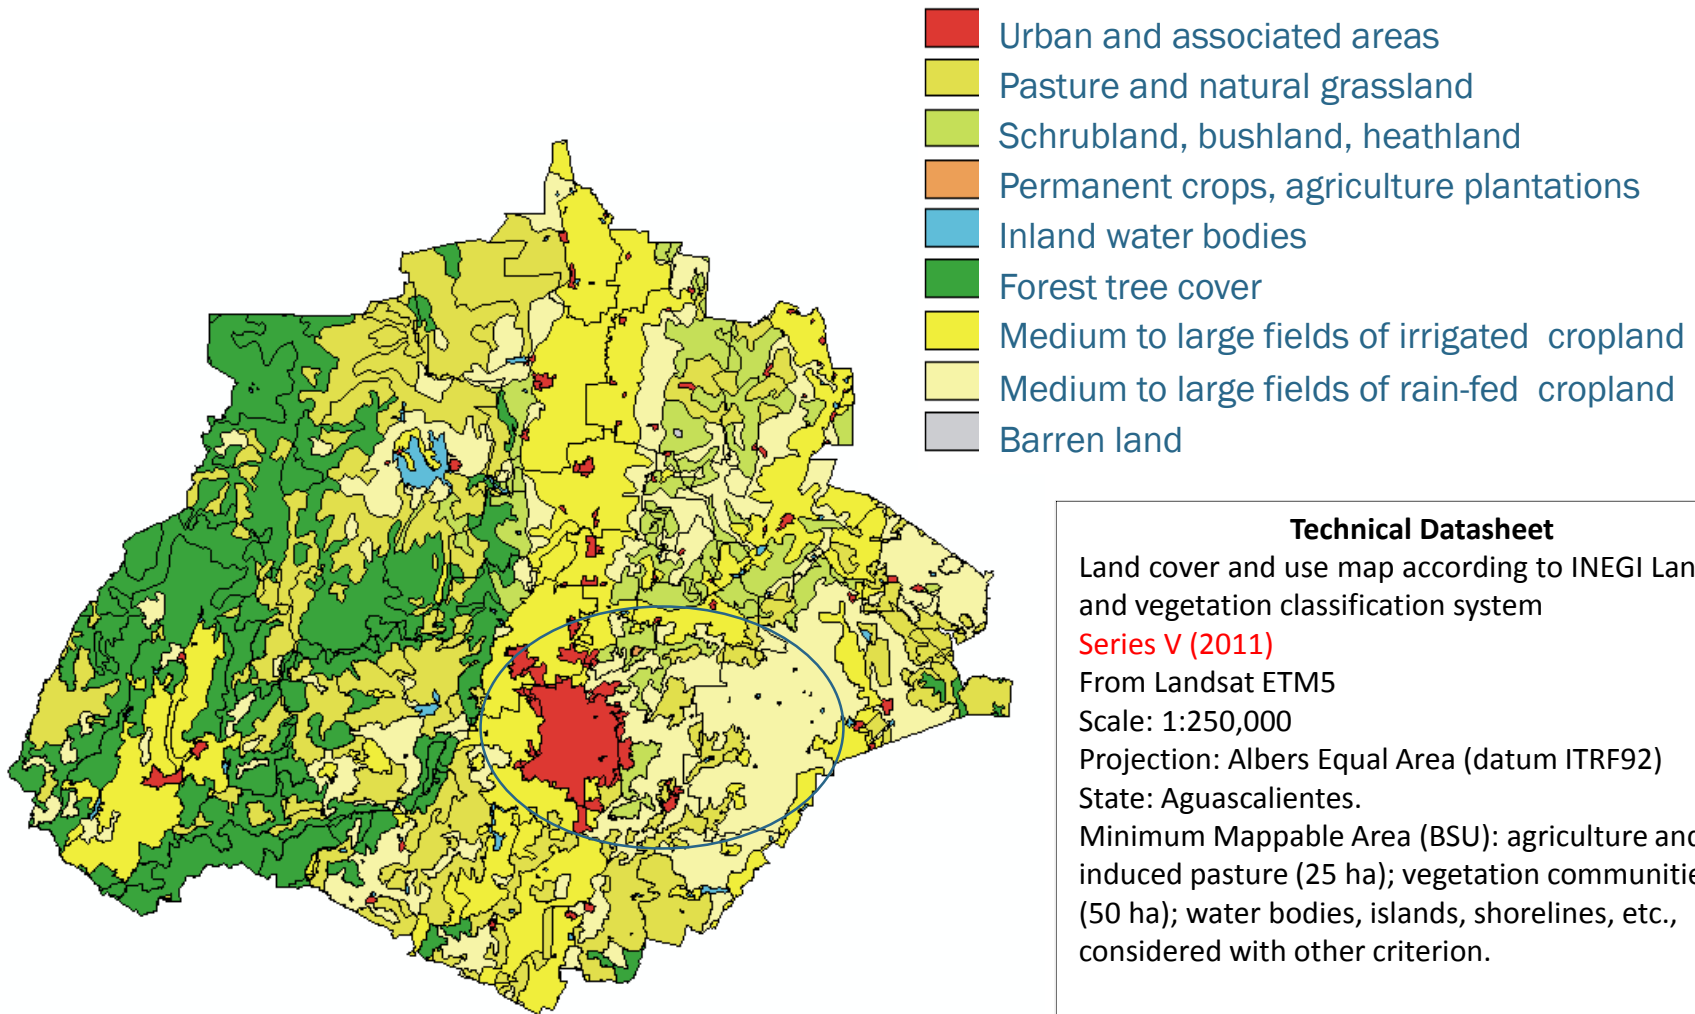 Urban and associated areas
Pasture and natural grassland
Schrubland, bushland, heathland
Permanent crops, agriculture plantations
Inland water bodies
Forest tree cover
Medium to large fields of irrigated cropland
Medium to large fields of rain-fed cropland
Barren land
Technical Datasheet
Land cover and use map according to INEGI Lan
and vegetation classification system
Series V (2011)
From Landsat ETM5
Scale: 1:250,000
Projection: Albers Equal Area (datum ITRF92)
State: Aguascalientes.
Minimum Mappable Area (BSU): agriculture and
induced pasture (25 ha); vegetation communitie
(50 ha); water bodies, islands, shorelines, etc.,
considered with other criterion.